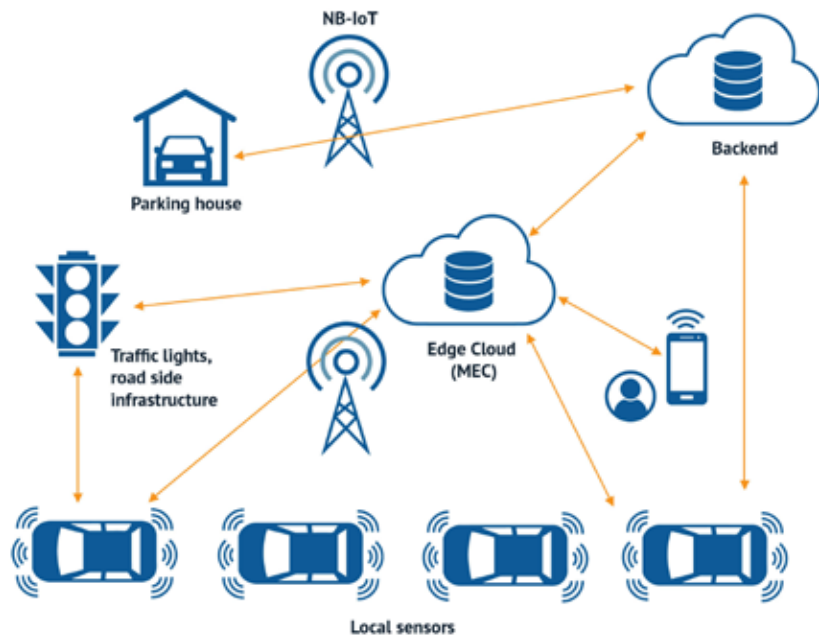 NB-IoT
Backend
Parking house
Traffic lights,
road side
infrastructure
Edge Cloud
(MEC)
Local sensors